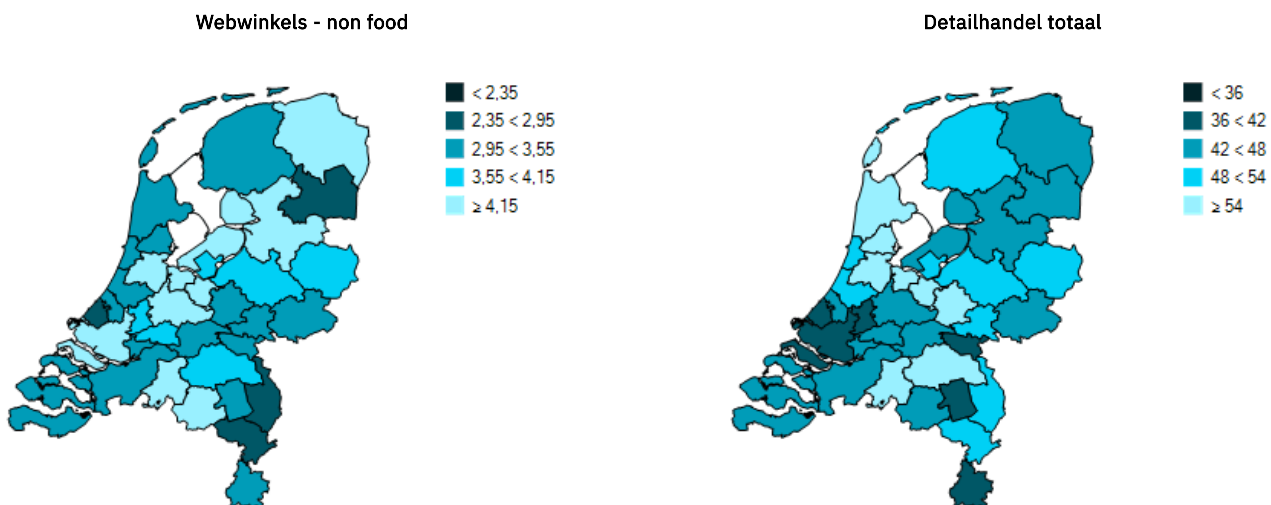 Webwinkels - non food
< 2,35
2,35 < 2,95
2,95 < 3,55
3,55 < 4,15
≥ 4,15
Detailhandel totaal
< 36
36 < 42
42 < 48
48 < 54
≥ 54